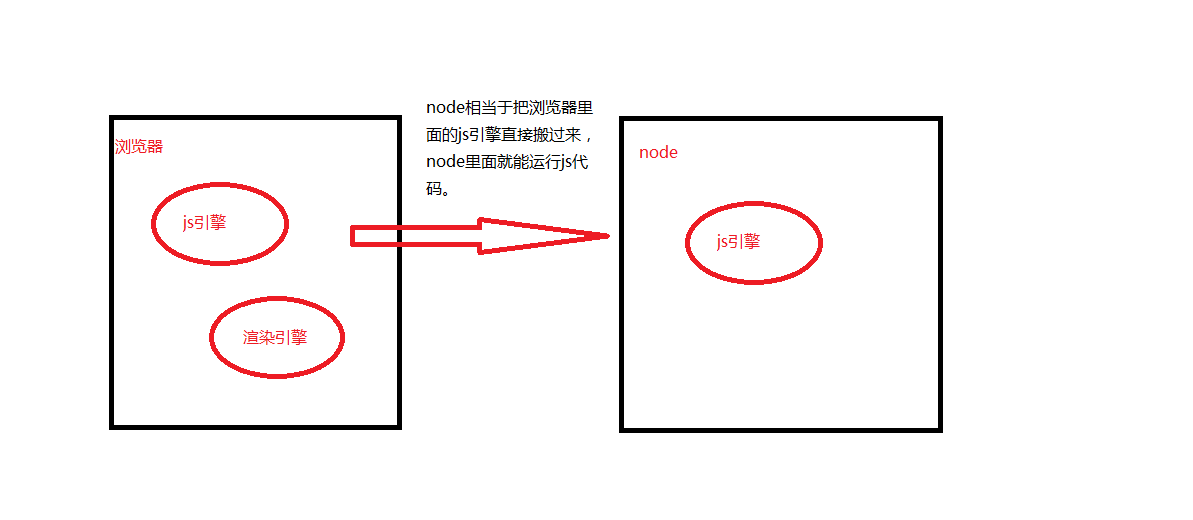 浏览器
js引擎
渲染引擎
node相当于把浏览器里
面的js引擎直接搬过来，
node里面就能运行js代
码。
node
js引擎